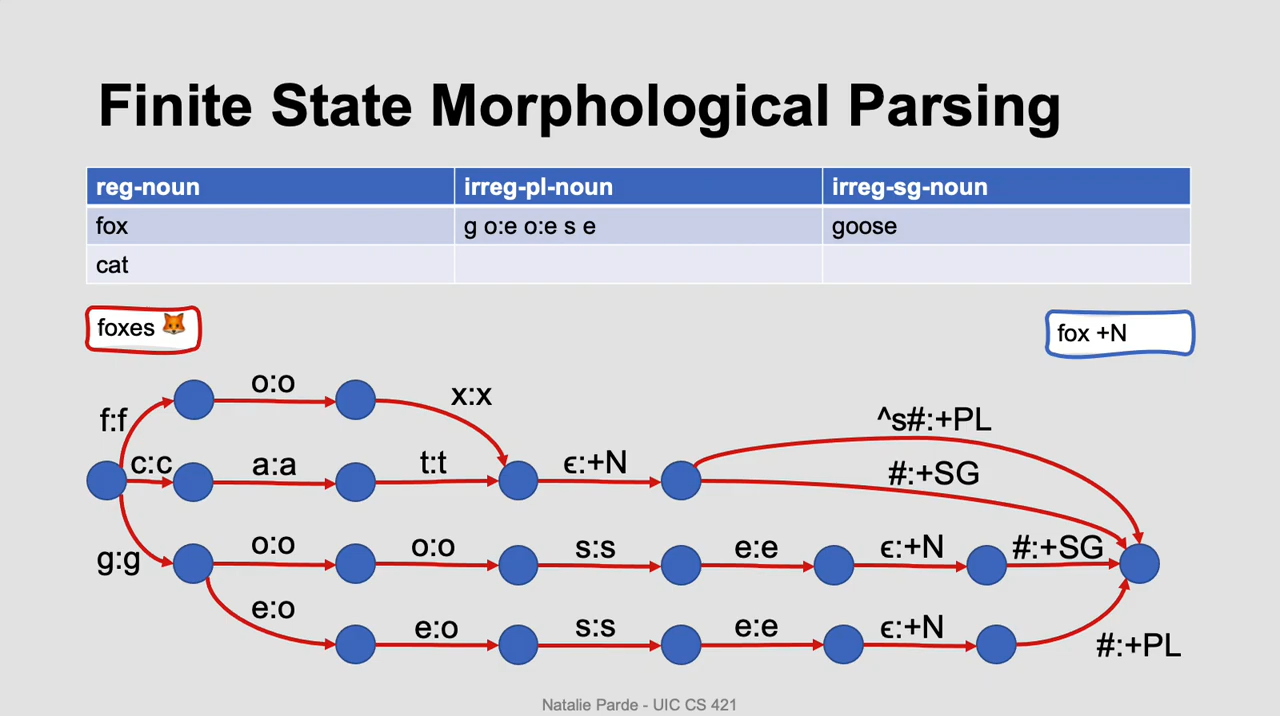 Finite State Morphological Parsing
reg-noun irreg-pl-noun irreg-sg-noun
fox g o:e o:e s e goose
cat
foxes 🦊
fox +N
o:o x:x
f:f ^s#:+PL
c:c a:a t:t ϵ:+N #:+SG
g:g o:o o:o s:s e:e ϵ:+N #:+SG
e:o e:o s:s e:e ϵ:+N #:+PL
Natalie Parde - UIC CS 421